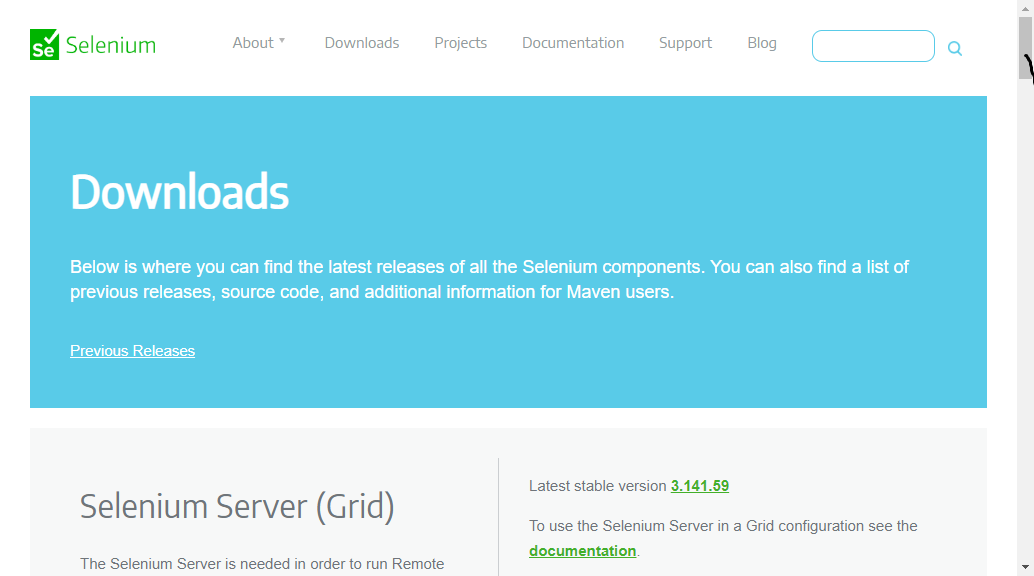 Se Selenium
About
Downloads
Projects
Documentation
Support
Blog
Downloads
Below is where you can find the latest releases of all the Selenium components. You can also find a list of
previous releases, source code, and additional information for Maven users.
Previous Releases
Selenium Server (Grid)
The Selenium Server is needed in order to run Remote
Latest stable version 3.141.59
To use the Selenium Server in a Grid configuration see the
documentation.